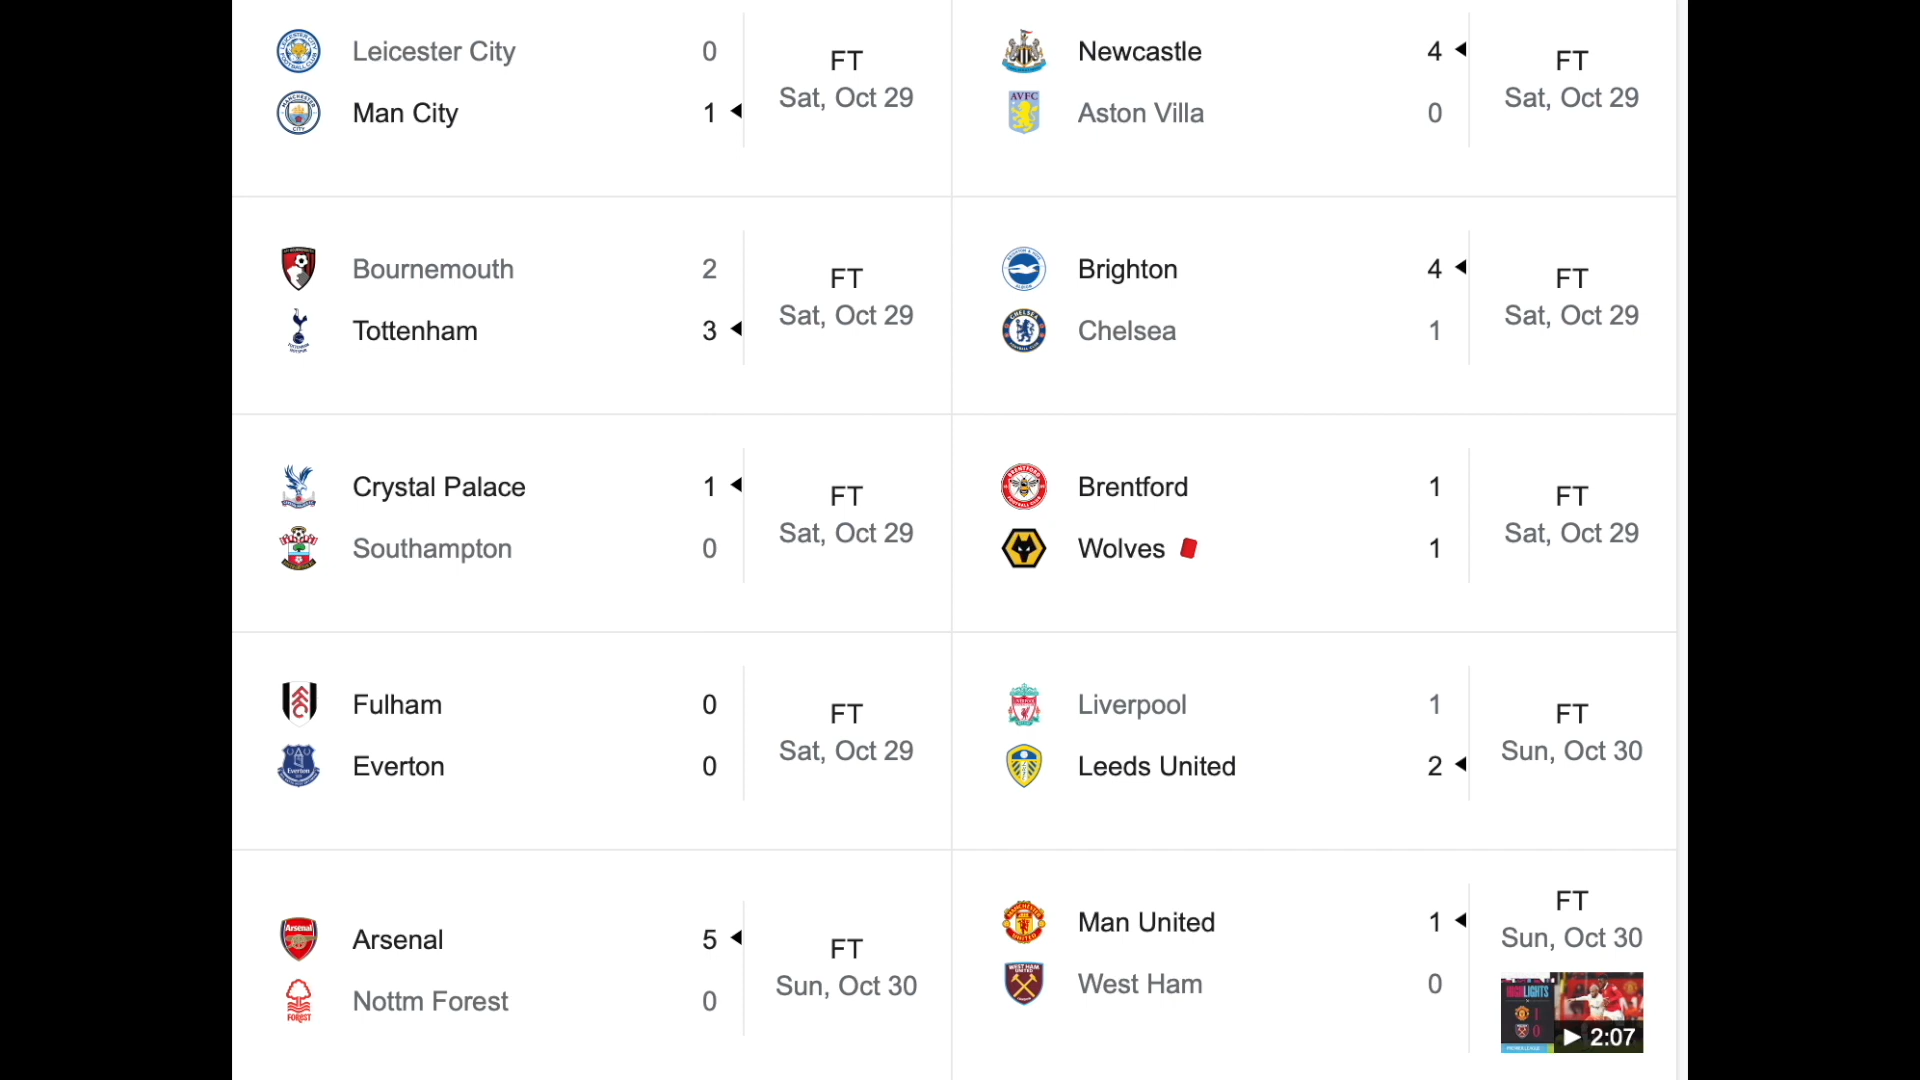 Leicester City 0
Man City 1
FT
Sat, Oct 29
Newcastle 4
Aston Villa 0
FT
Sat, Oct 29
Bournemouth 2
Tottenham 3
FT
Sat, Oct 29
Brighton 4
Chelsea 1
FT
Sat, Oct 29
Crystal Palace 1
Southampton 0
FT
Sat, Oct 29
Brentford 1
Wolves 1
FT
Sat, Oct 29
Fulham 0
Everton 0
FT
Sat, Oct 29
Liverpool 1
Leeds United 2
FT
Sun, Oct 30
Arsenal 5
Nottm Forest 0
FT
Sun, Oct 30
Man United 1
West Ham 0
FT
Sun, Oct 30
HIGHLIGHTS
1
0
2:07